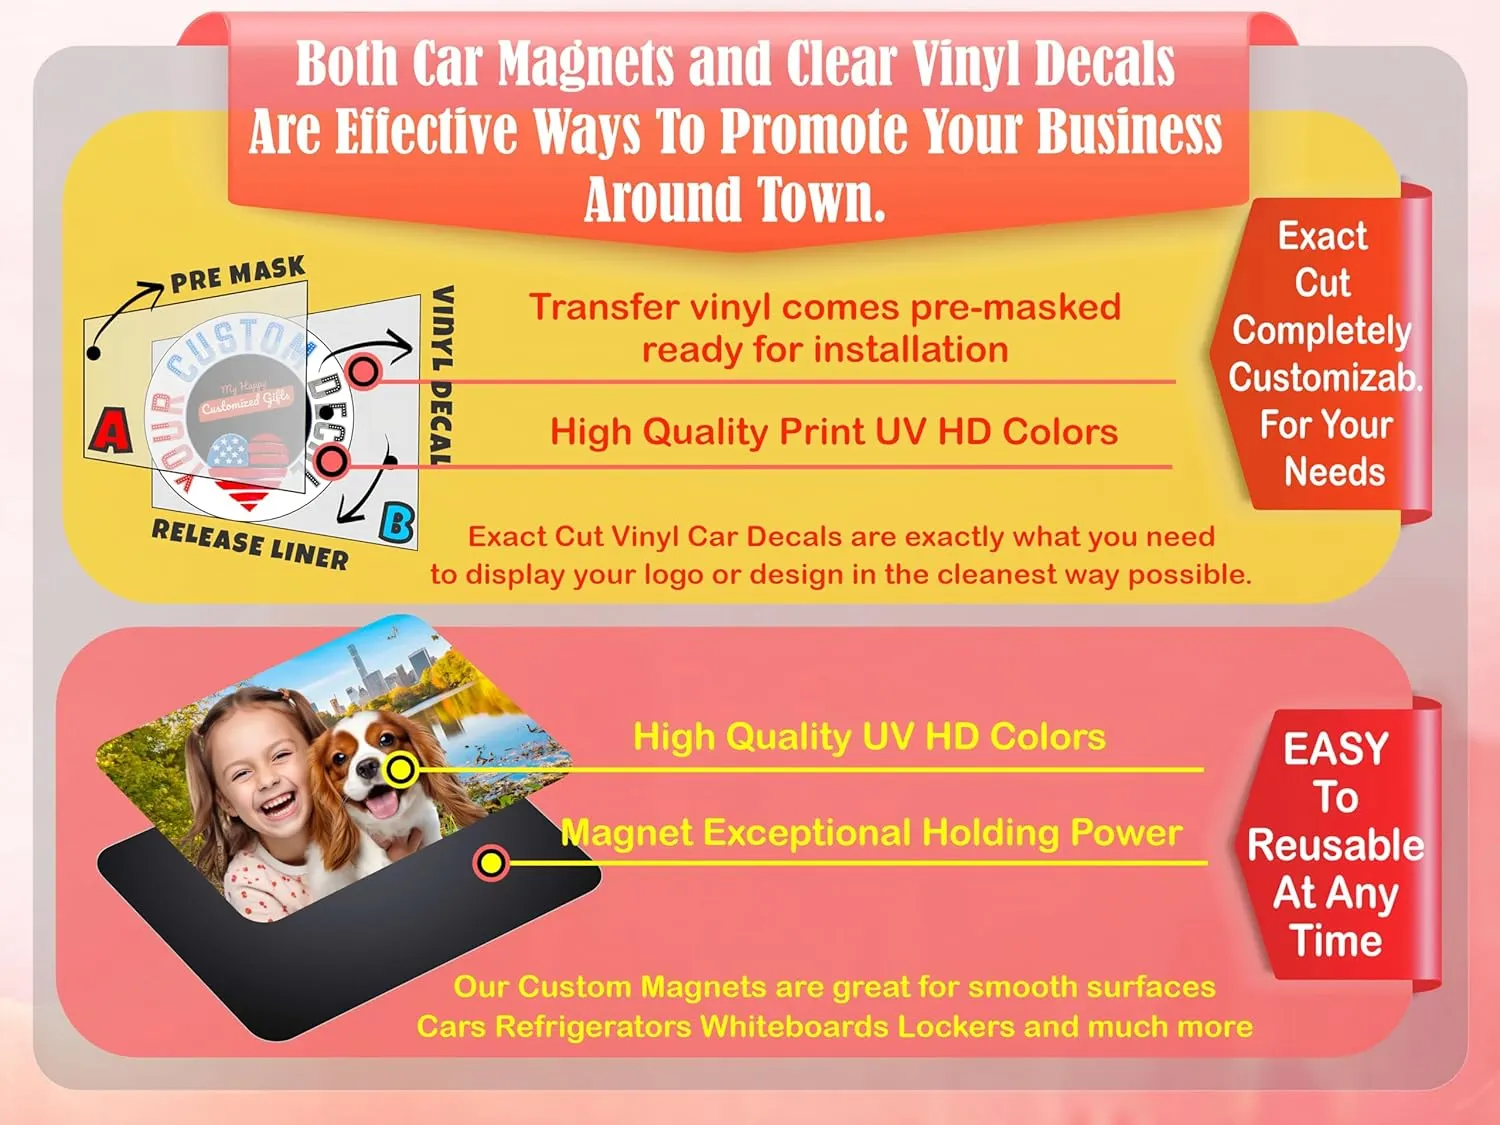 Both Car Magnets and Clear Vinyl Decals
Are Effective Ways To Promote Your Business
Around Town.
PRE MASK
VINYL DECAL
YOUR CUSTOM DECAL
My Happy
Customized Gifts
A
B
RELEASE LINER
Transfer vinyl comes pre-masked
ready for installation
High Quality Print UV HD Colors
Exact Cut Vinyl Car Decals are exactly what you need
to display your logo or design in the cleanest way possible.
Exact
Cut
Completely
Customizab.
For Your
Needs
High Quality UV HD Colors
Magnet Exceptional Holding Power
Our Custom Magnets are great for smooth surfaces
Cars Refrigerators Whiteboards Lockers and much more
EASY
To
Reusable
At Any
Time